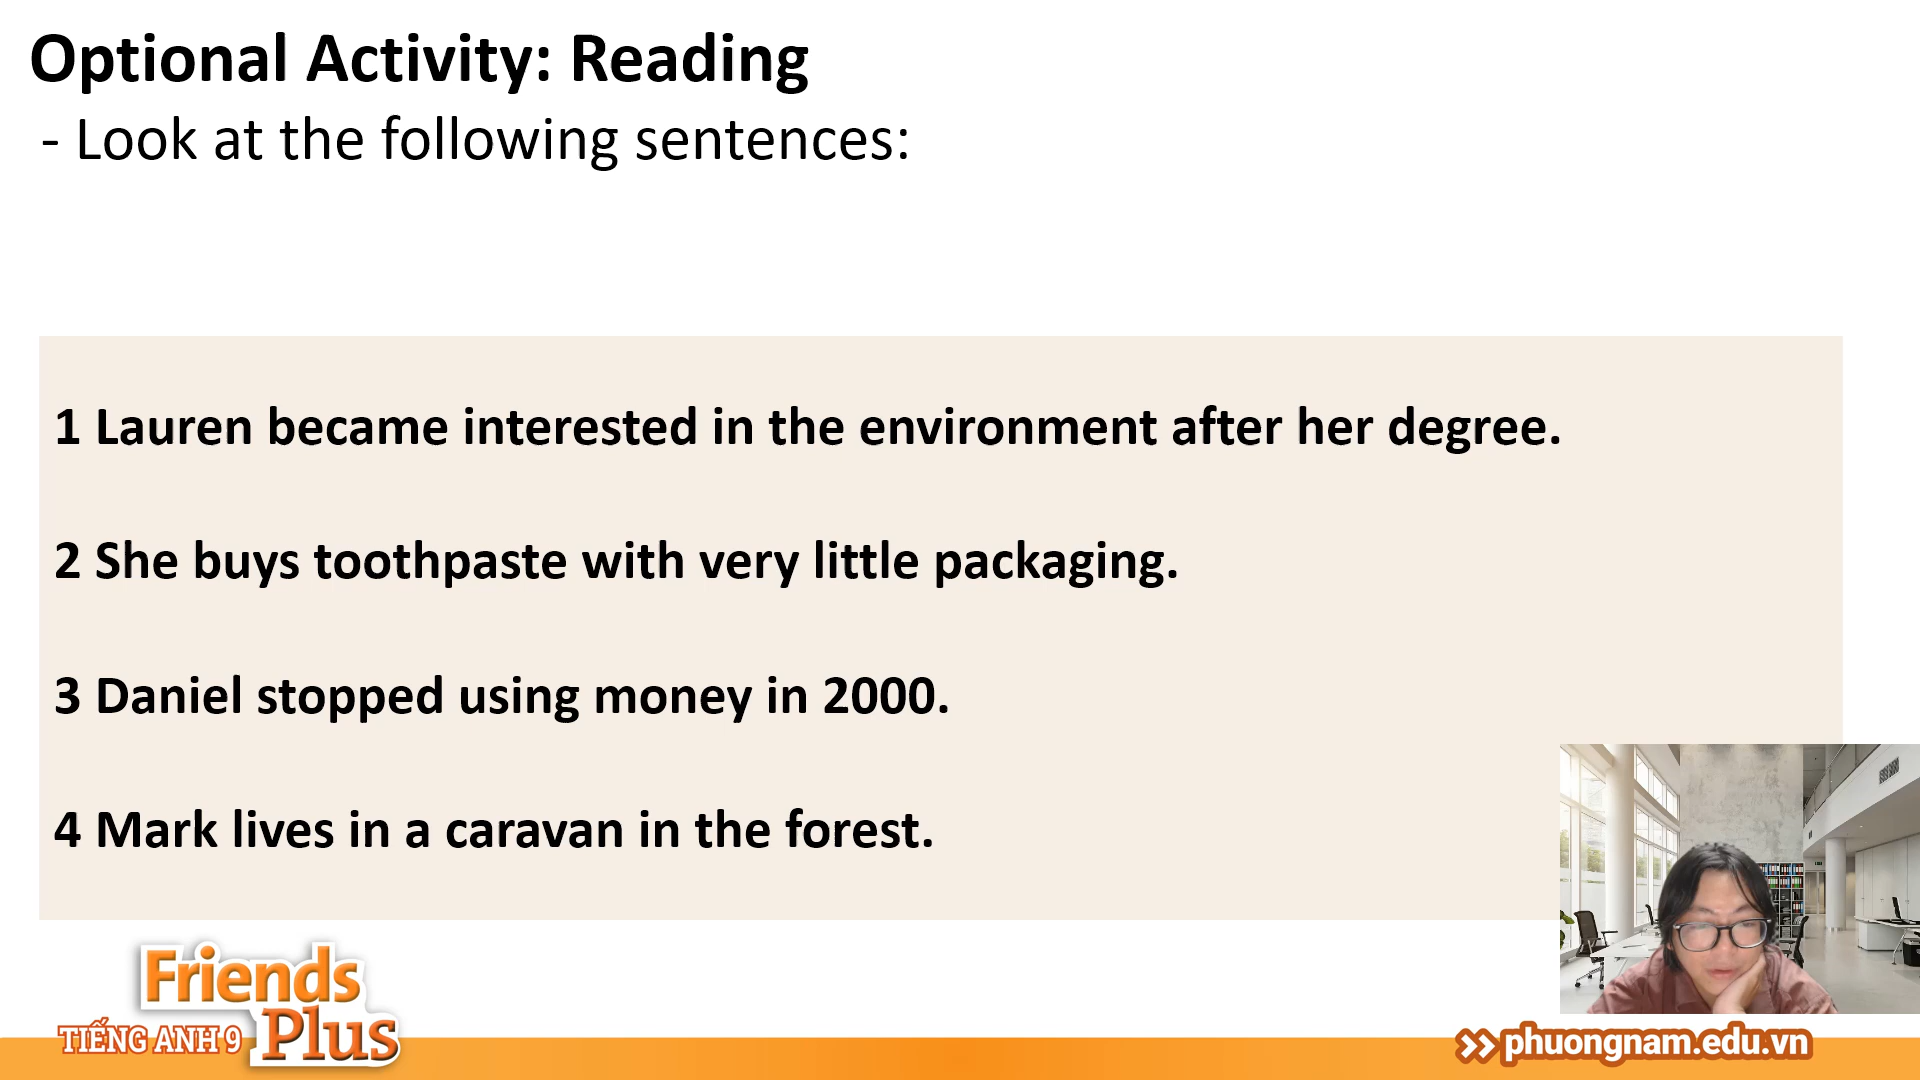 Optional Activity: Reading
- Look at the following sentences:
1 Lauren became interested in the environment after her degree.
2 She buys toothpaste with very little packaging.
3 Daniel stopped using money in 2000.
4 Mark lives in a caravan in the forest.
Friends
Plus
TIẾNG ANH 9
phuongnam.edu.vn